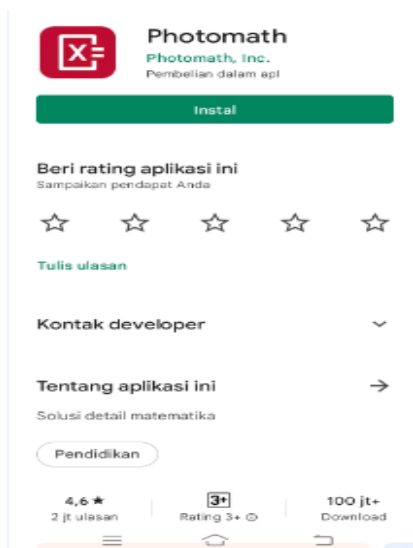 Photomath
Photomath, Inc.
Pembelian dalam apl
Instal
Beri rating aplikasi ini
Sampaikan pendapat Anda
Tulis ulasan
Kontak developer
Tentang aplikasi ini
Solusi detail matematika
Pendidikan
4,6 ★ 3+ 100 jt+
2 jt ulasan Rating 3+ Download